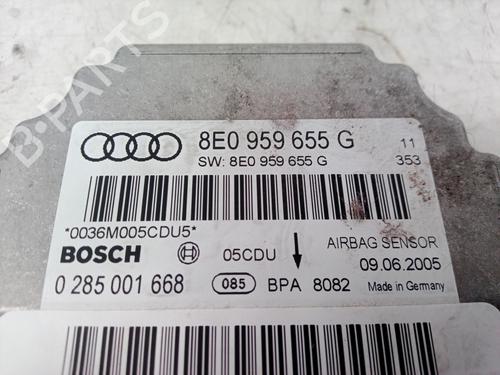 B-PARTS
8E0 959 655 G 11
SW: 8E0 959 655 G 353
*0036M005CDU5*
BOSCH 05CDU AIRBAG SENSOR
09.06.2005
0 285 001 668 085 BPA 8082 Made in Germany